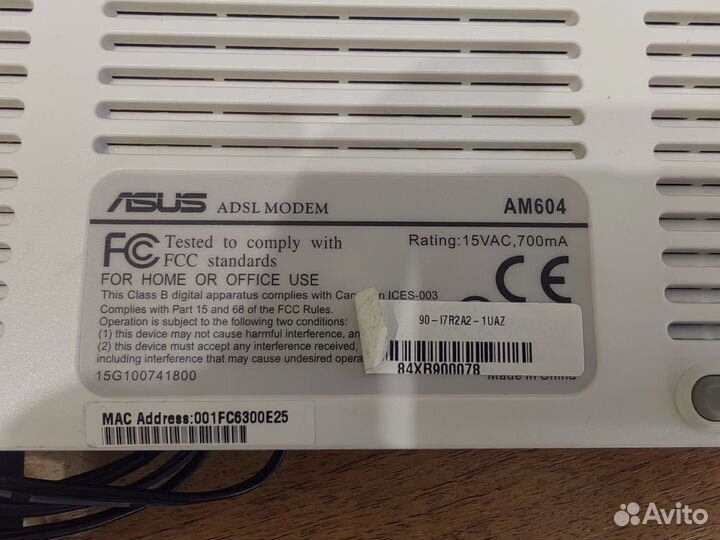 ASUS ADSL MODEM AM604
FC Tested to comply with
FCC standards
Rating:15VAC,700mA
FOR HOME OR OFFICE USE
CE
This Class B digital apparatus complies with ICES-003
Complies with Part 15 and 68 of the FCC Rules.
Operation is subject to the following two conditions:
(1) this device may not cause harmful interference,
(2) this device must accept any interference received,
including interference that may cause undesired
90-I7R2A2-1UAZ
84XB900078
15G100741800
Made in China
MAC Address:001FC6300E25
Avito